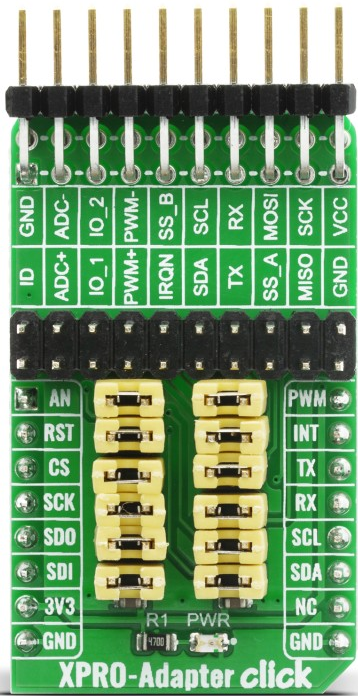 GND ADC- IO_2 PWM- SS_B SCL RX MOSI SCK VCC
ID ADC+ IO_1 PWM+ IRQN SDA TX SS_A MISO GND
AN PWM
RST INT
CS TX
SCK RX
SDO SCL
SDI SDA
3V3 NC
GND GND
R1 PWR
4700
XPRO-Adapter click